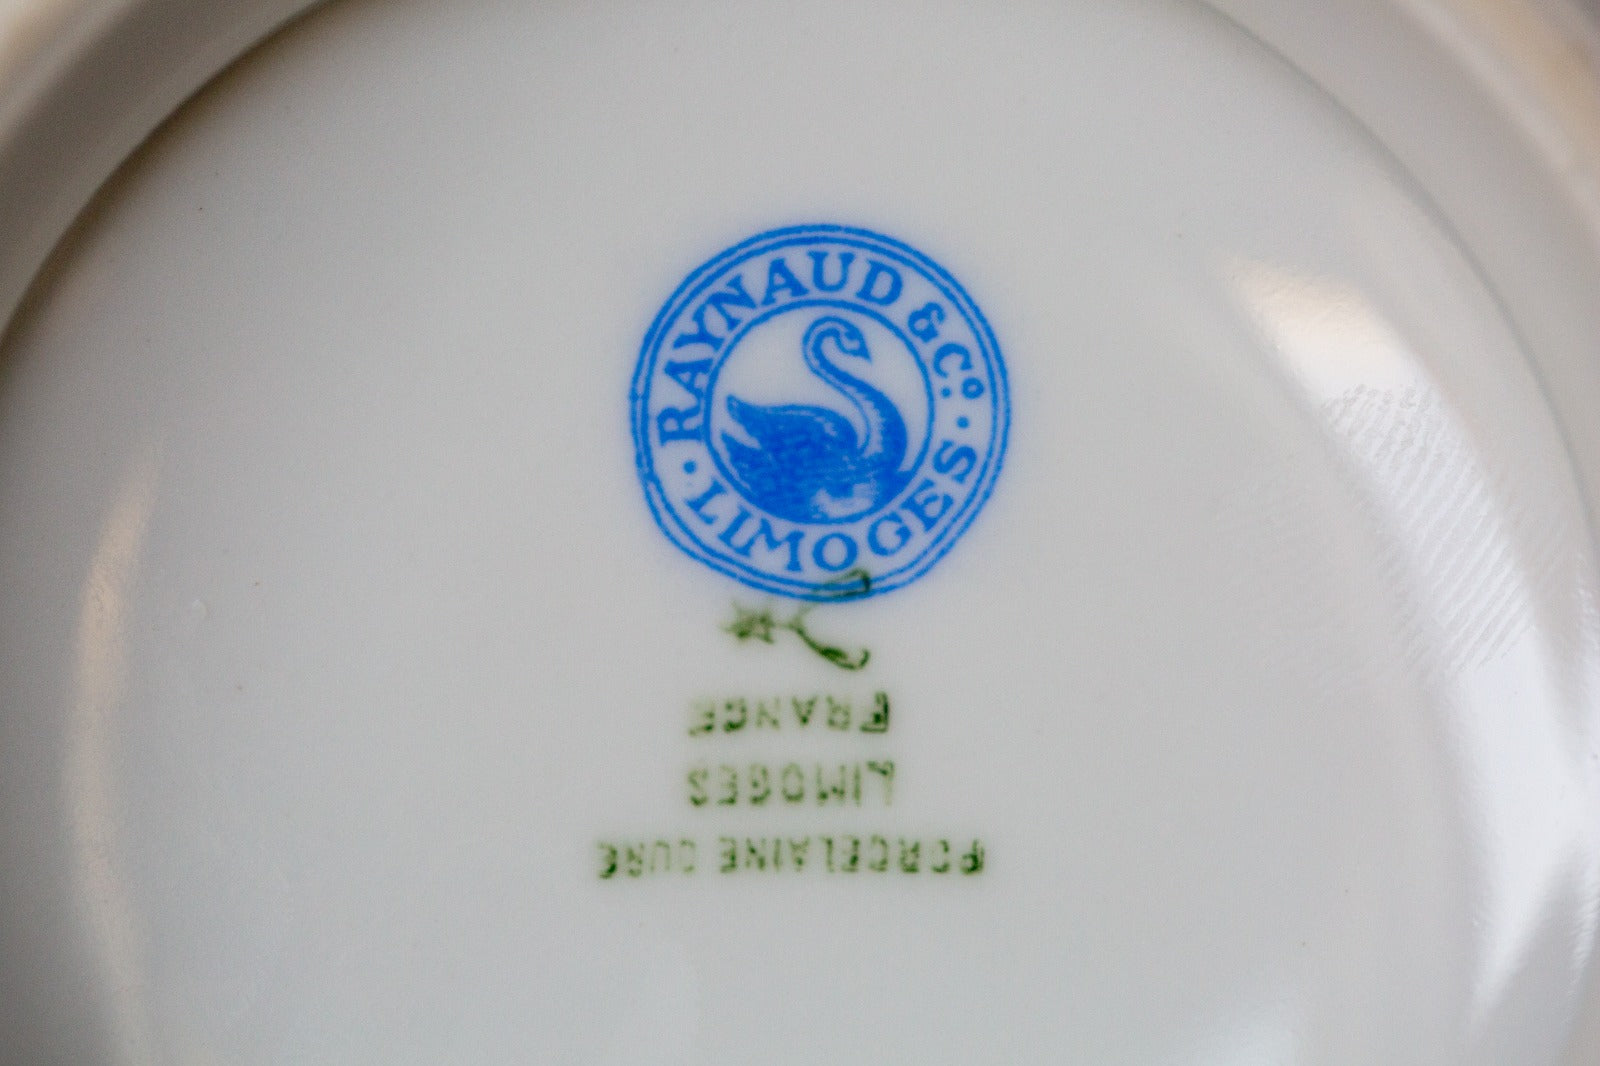 RAYNAUD & Cº
LIMOGES
PORCELAINE DURE
LIMOGES
FRANCE